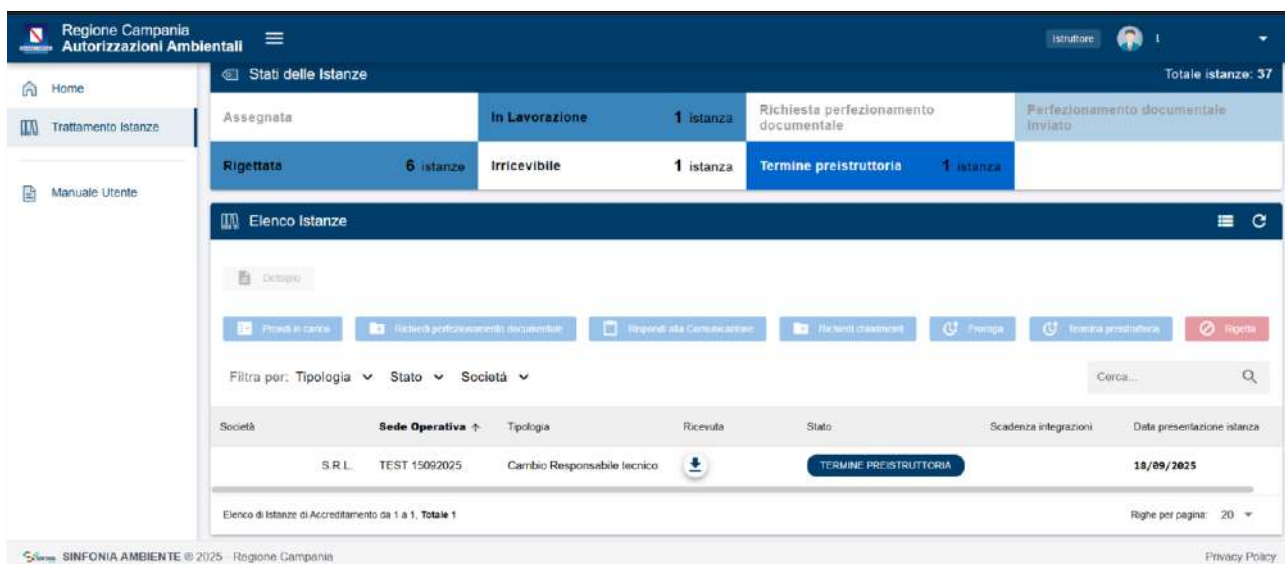 Regione Campania
Autorizzazioni Ambientali
Istruttore
1
Home
Trattamento Istanze
Manuale Utente
Stati delle Istanze
Totale istanze: 37
Assegnata
In Lavorazione 1 istanza
Richiesta perfezionamento documentale
Perfezionamento documentale inviato
Rigettata 6 istanze
Irricevibile 1 istanza
Termine preistruttoria 1 istanza
Elenco Istanze
Dettaglio
Prendi in carico
Richiedi perfezionamento documentale
Rispondi alla Comunicazione
Richiedi chiarimenti
Proroga
Termina preistruttoria
Rigetta
Filtra per: Tipologia Stato Società
Cerca...
Società Sede Operativa ↑ Tipologia Ricevuta Stato Scadenza integrazioni Data presentazione istanza
S.R.L. TEST 15092025 Cambio Responsabile tecnico TERMINE PREISTRUTTORIA 18/09/2025
Elenco di Istanze di Accreditamento da 1 a 1, Totale 1
Righe per pagina: 20
SINFONIA AMBIENTE © 2025 - Regione Campania
Privacy Policy